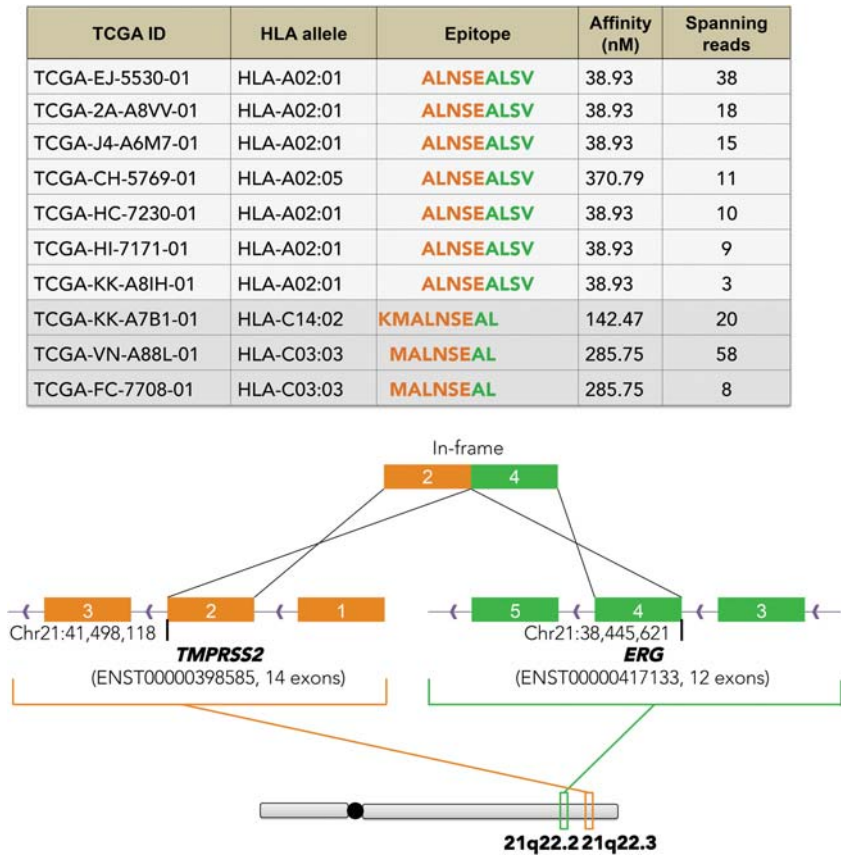 TCGA ID HLA allele Epitope Affinity (nM) Spanning reads
TCGA-EJ-5530-01 HLA-A02:01 ALNSEALSV 38.93 38
TCGA-2A-A8VV-01 HLA-A02:01 ALNSEALSV 38.93 18
TCGA-J4-A6M7-01 HLA-A02:01 ALNSEALSV 38.93 15
TCGA-CH-5769-01 HLA-A02:05 ALNSEALSV 370.79 11
TCGA-HC-7230-01 HLA-A02:01 ALNSEALSV 38.93 10
TCGA-HI-7171-01 HLA-A02:01 ALNSEALSV 38.93 9
TCGA-KK-A8IH-01 HLA-A02:01 ALNSEALSV 38.93 3
TCGA-KK-A7B1-01 HLA-C14:02 KMALNSEAL 142.47 20
TCGA-VN-A88L-01 HLA-C03:03 MALNSEAL 285.75 58
TCGA-FC-7708-01 HLA-C03:03 MALNSEAL 285.75 8
In-frame
2 4
3 2 1 5 4 3
Chr21:41,498,118 Chr21:38,445,621
TMPRSS2 ERG
(ENST00000398585, 14 exons) (ENST00000417133, 12 exons)
21q22.2 21q22.3